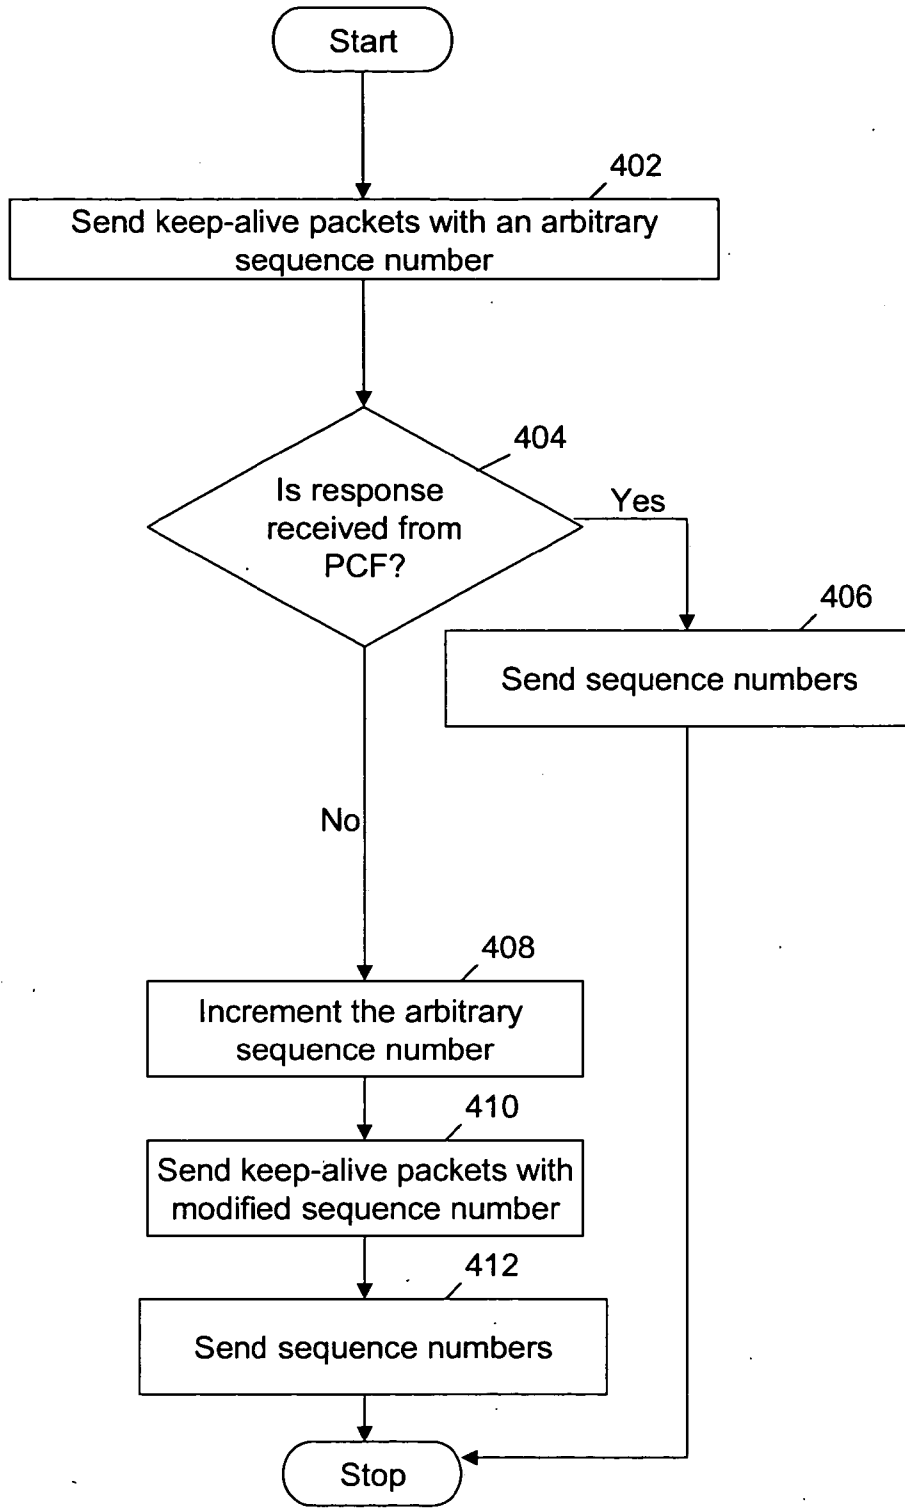 Start
402
Send keep-alive packets with an arbitrary
sequence number
404
Is response
received from
PCF?
Yes
406
Send sequence numbers
No
408
Increment the arbitrary
sequence number
410
Send keep-alive packets with
modified sequence number
412
Send sequence numbers
Stop